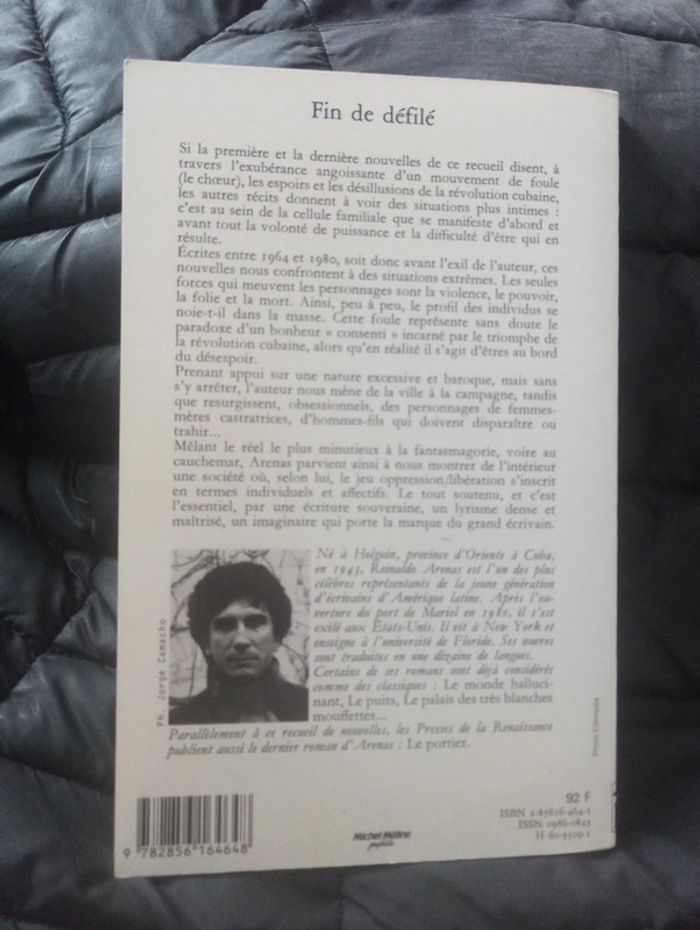 Fin de défilé
Si la première et la dernière nouvelles de ce recueil disent, à
travers l'exubérance angoissante d'un mouvement de foule
(le chœur), les espoirs et les désillusions de la révolution cubaine,
les autres récits donnent à voir des situations plus intimes :
c'est au sein de la cellule familiale que se manifeste d'abord et
avant tout la volonté de puissance et la difficulté d'être qui en
résulte.
Écrites entre 1964 et 1980, soit donc avant l'exil de l'auteur, ces
nouvelles nous confrontent à des situations extrêmes. Les seules
forces qui meuvent les personnages sont la violence, le pouvoir,
la folie et la mort. Ainsi, peu à peu, le profil des individus se
noie-t-il dans la masse. Cette foule représente sans doute le
paradoxe d'un bonheur « consenti » incarné par le triomphe de
la révolution cubaine, alors qu'en réalité il s'agit d'êtres au bord
du désespoir.
Prenant appui sur une nature excessive et baroque, mais sans
s'y arrêter, l'auteur nous mène de la ville à la campagne, tandis
que resurgissent, obsessionnels, des personnages de femmes-
mères castratrices, d'hommes-fils qui doivent disparaître ou
trahir...
Mêlant le réel le plus minutieux à la fantasmagorie, voire au
cauchemar, Arenas parvient ainsi à nous montrer de l'intérieur
une société où, selon lui, le jeu oppression/libération s'inscrit
en termes individuels et affectifs. Le tout soutenu, et c'est
l'essentiel, par une écriture souveraine, un lyrisme dense et
maîtrisé, un imaginaire qui porte la marque du grand écrivain.
Né à Holguin, province d'Oriente à Cuba,
en 1943, Reinaldo Arenas est l'un des plus
célèbres représentants de la jeune génération
d'écrivains d'Amérique latine. Après l'ou-
verture du port de Mariel en 1980, il s'est
exilé aux États-Unis. Il vit à New York et
enseigne à l'université de Floride. Ses œuvres
sont traduites en une dizaine de langues.
Certains de ses romans sont déjà considérés
comme des classiques : Le monde halluci-
nant, Le puits, Le palais des très blanches
mouffettes...
Parallèlement à ce recueil de nouvelles, les Presses de la Renaissance
publient aussi le dernier roman d'Arenas : Le portier.
Ph. Jorge Camacho
92 F
ISBN 2-85616-464-1
ISSN 0986-0843
H 60-3509-1
9 782856 164648